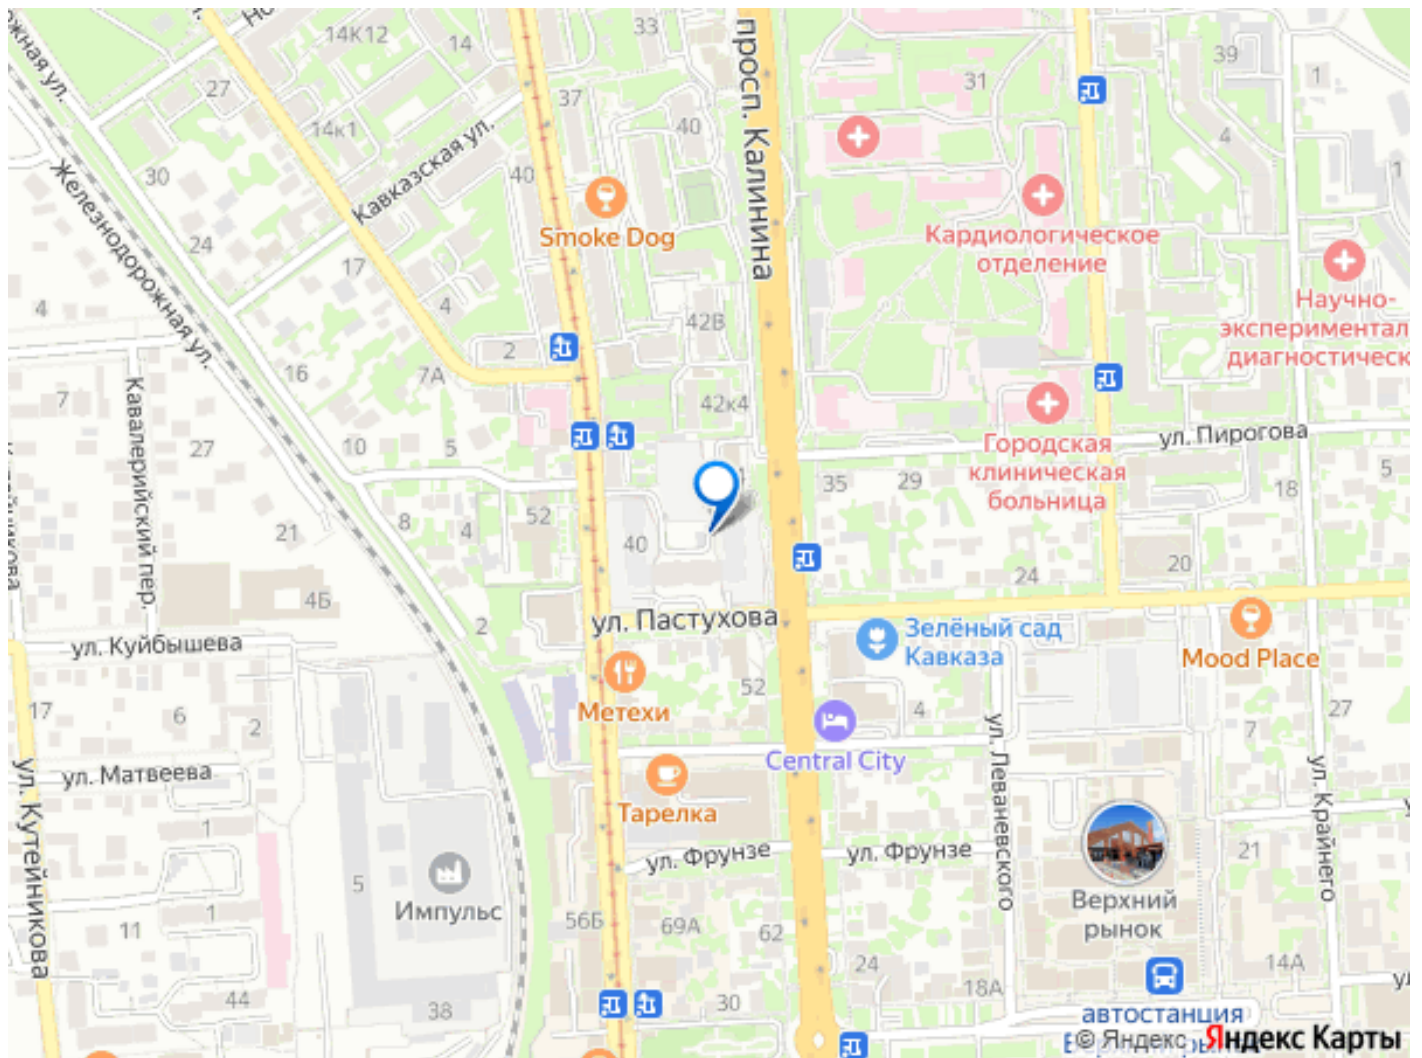 14К12
14
33
просп. Калинина
31
39
1
27
37
14к1
40
4
Кавказская ул.
40
30
1
Smoke Dog
Кардиологическое
отделение
24
17
Железнодорожная ул.
Научно-
4
4
42В
2
16
7А
7
42к4
Кавалерийский пер.
ул. Пирогова
Городская
клиническая
больница
27
10
5
5
35
29
18
8
4
52
21
40
20
24
4Б
ул. Пастухова
Зелёный сад
Кавказа
2
ул. Куйбышева
Mood Place
52
Метехи
17
6
2
4
27
7
Central City
ул. Матвеева
ул. Леваневского
ул. Крайнего
ул. Кутейникова
Тарелка
1
ул. Фрунзе
ул. Фрунзе
21
5
Импульс
Верхний
рынок
1
11
56Б
69А
62
24
14А
18А
44
38
30
автостанция
© Яндекс Яндекс Карты